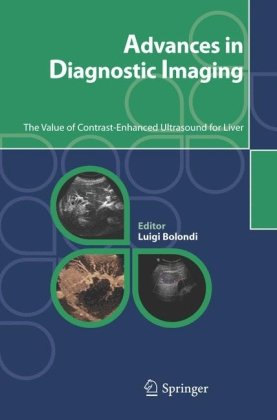 Advances in
Diagnostic Imaging
The Value of Contrast-Enhanced Ultrasound for Liver
Editor
Luigi Bolondi
Springer